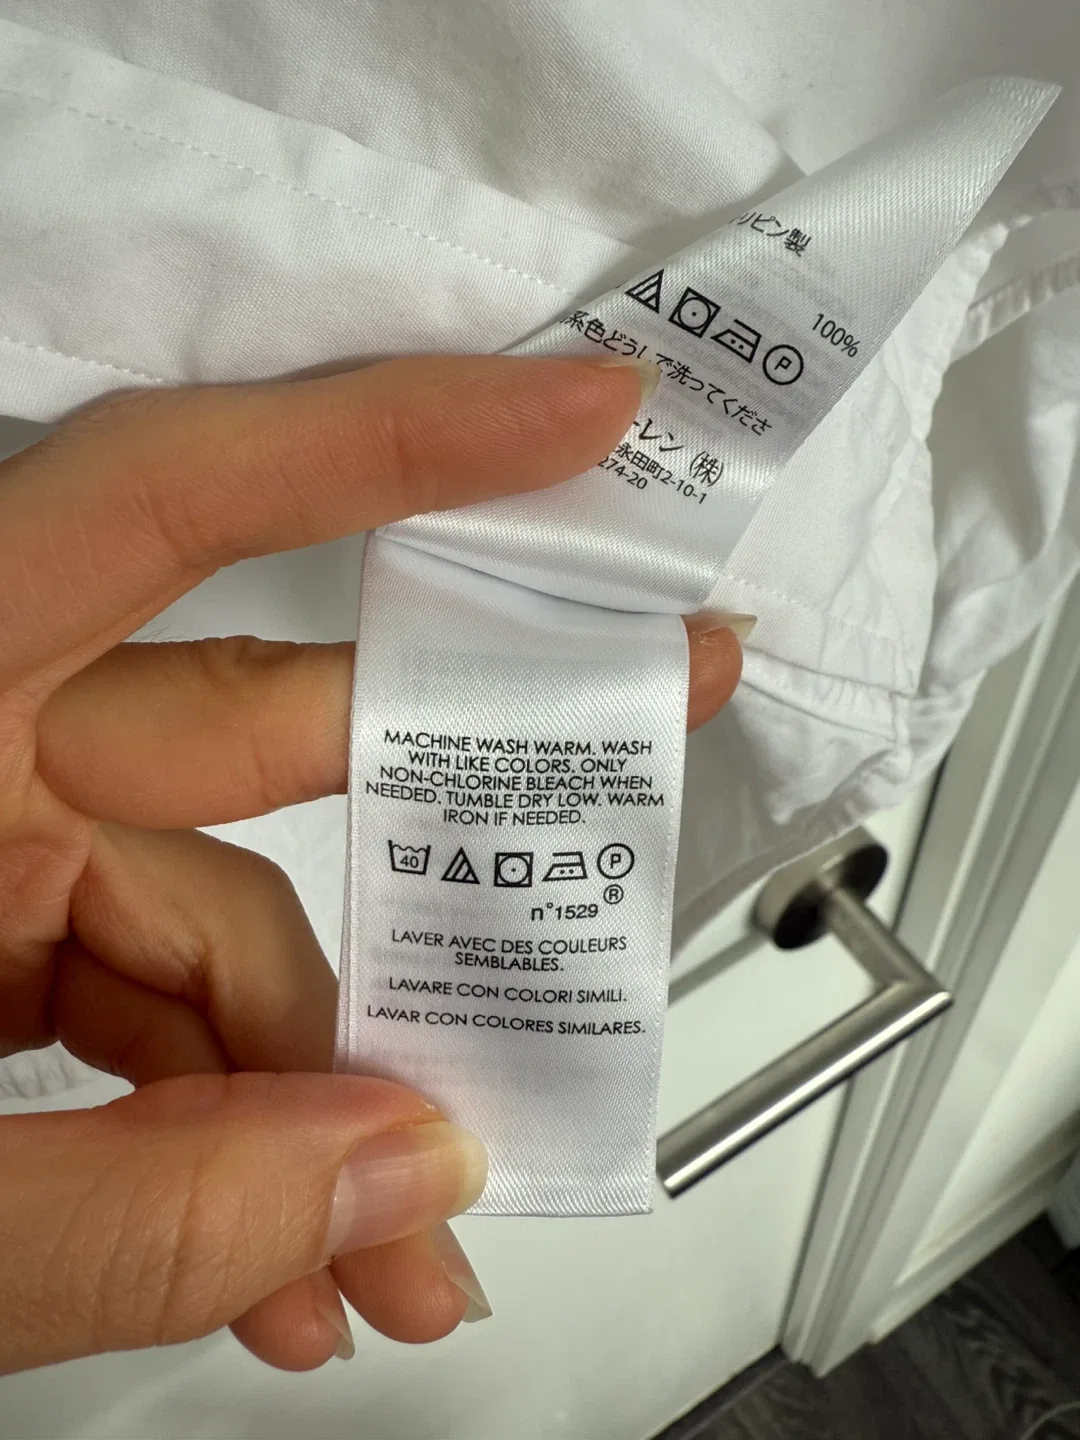 リピン製
100%
系色どうしで洗ってくださ
ーレン (株)
永田町2-10-1
274-20
P
MACHINE WASH WARM. WASH
WITH LIKE COLORS. ONLY
NON-CHLORINE BLEACH WHEN
NEEDED. TUMBLE DRY LOW. WARM
IRON IF NEEDED.
40 P
®
n°1529
LAVER AVEC DES COULEURS
SEMBLABLES.
LAVARE CON COLORI SIMILI.
LAVAR CON COLORES SIMILARES.